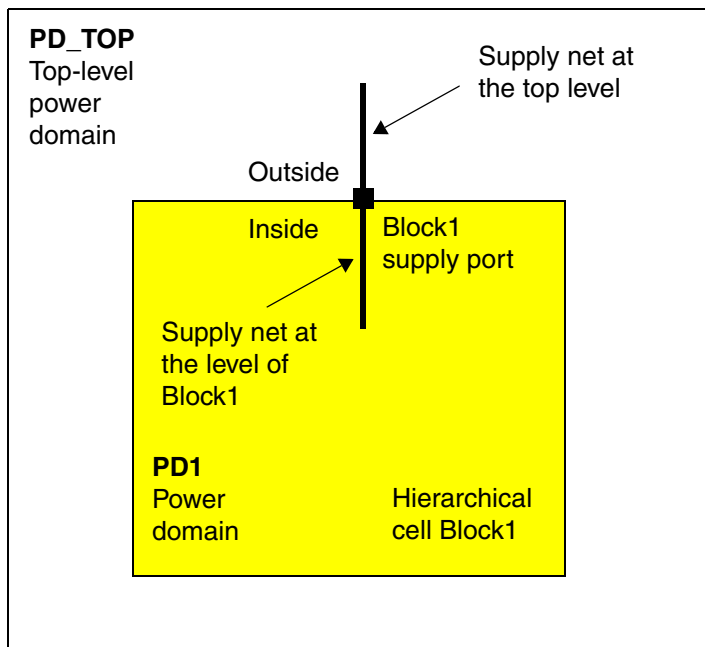 PD_TOP
Top-level
power
domain
Supply net at
the top level
Outside
Inside
Block1
supply port
Supply net at
the level of
Block1
PD1
Power
domain
Hierarchical
cell Block1